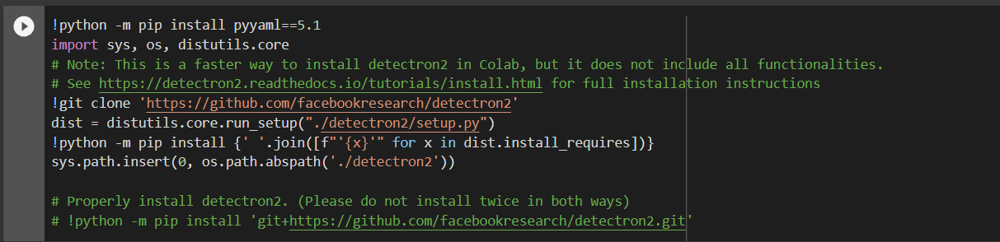 !python -m pip install pyyaml==5.1
import sys, os, distutils.core
# Note: This is a faster way to install detectron2 in Colab, but it does not include all functionalities.
# See https://detectron2.readthedocs.io/tutorials/install.html for full installation instructions
!git clone 'https://github.com/facebookresearch/detectron2'
dist = distutils.core.run_setup("./detectron2/setup.py")
!python -m pip install {' '.join([f"'{x}'" for x in dist.install_requires])}
sys.path.insert(0, os.path.abspath('./detectron2'))

# Properly install detectron2. (Please do not install twice in both ways)
# !python -m pip install 'git+https://github.com/facebookresearch/detectron2.git'